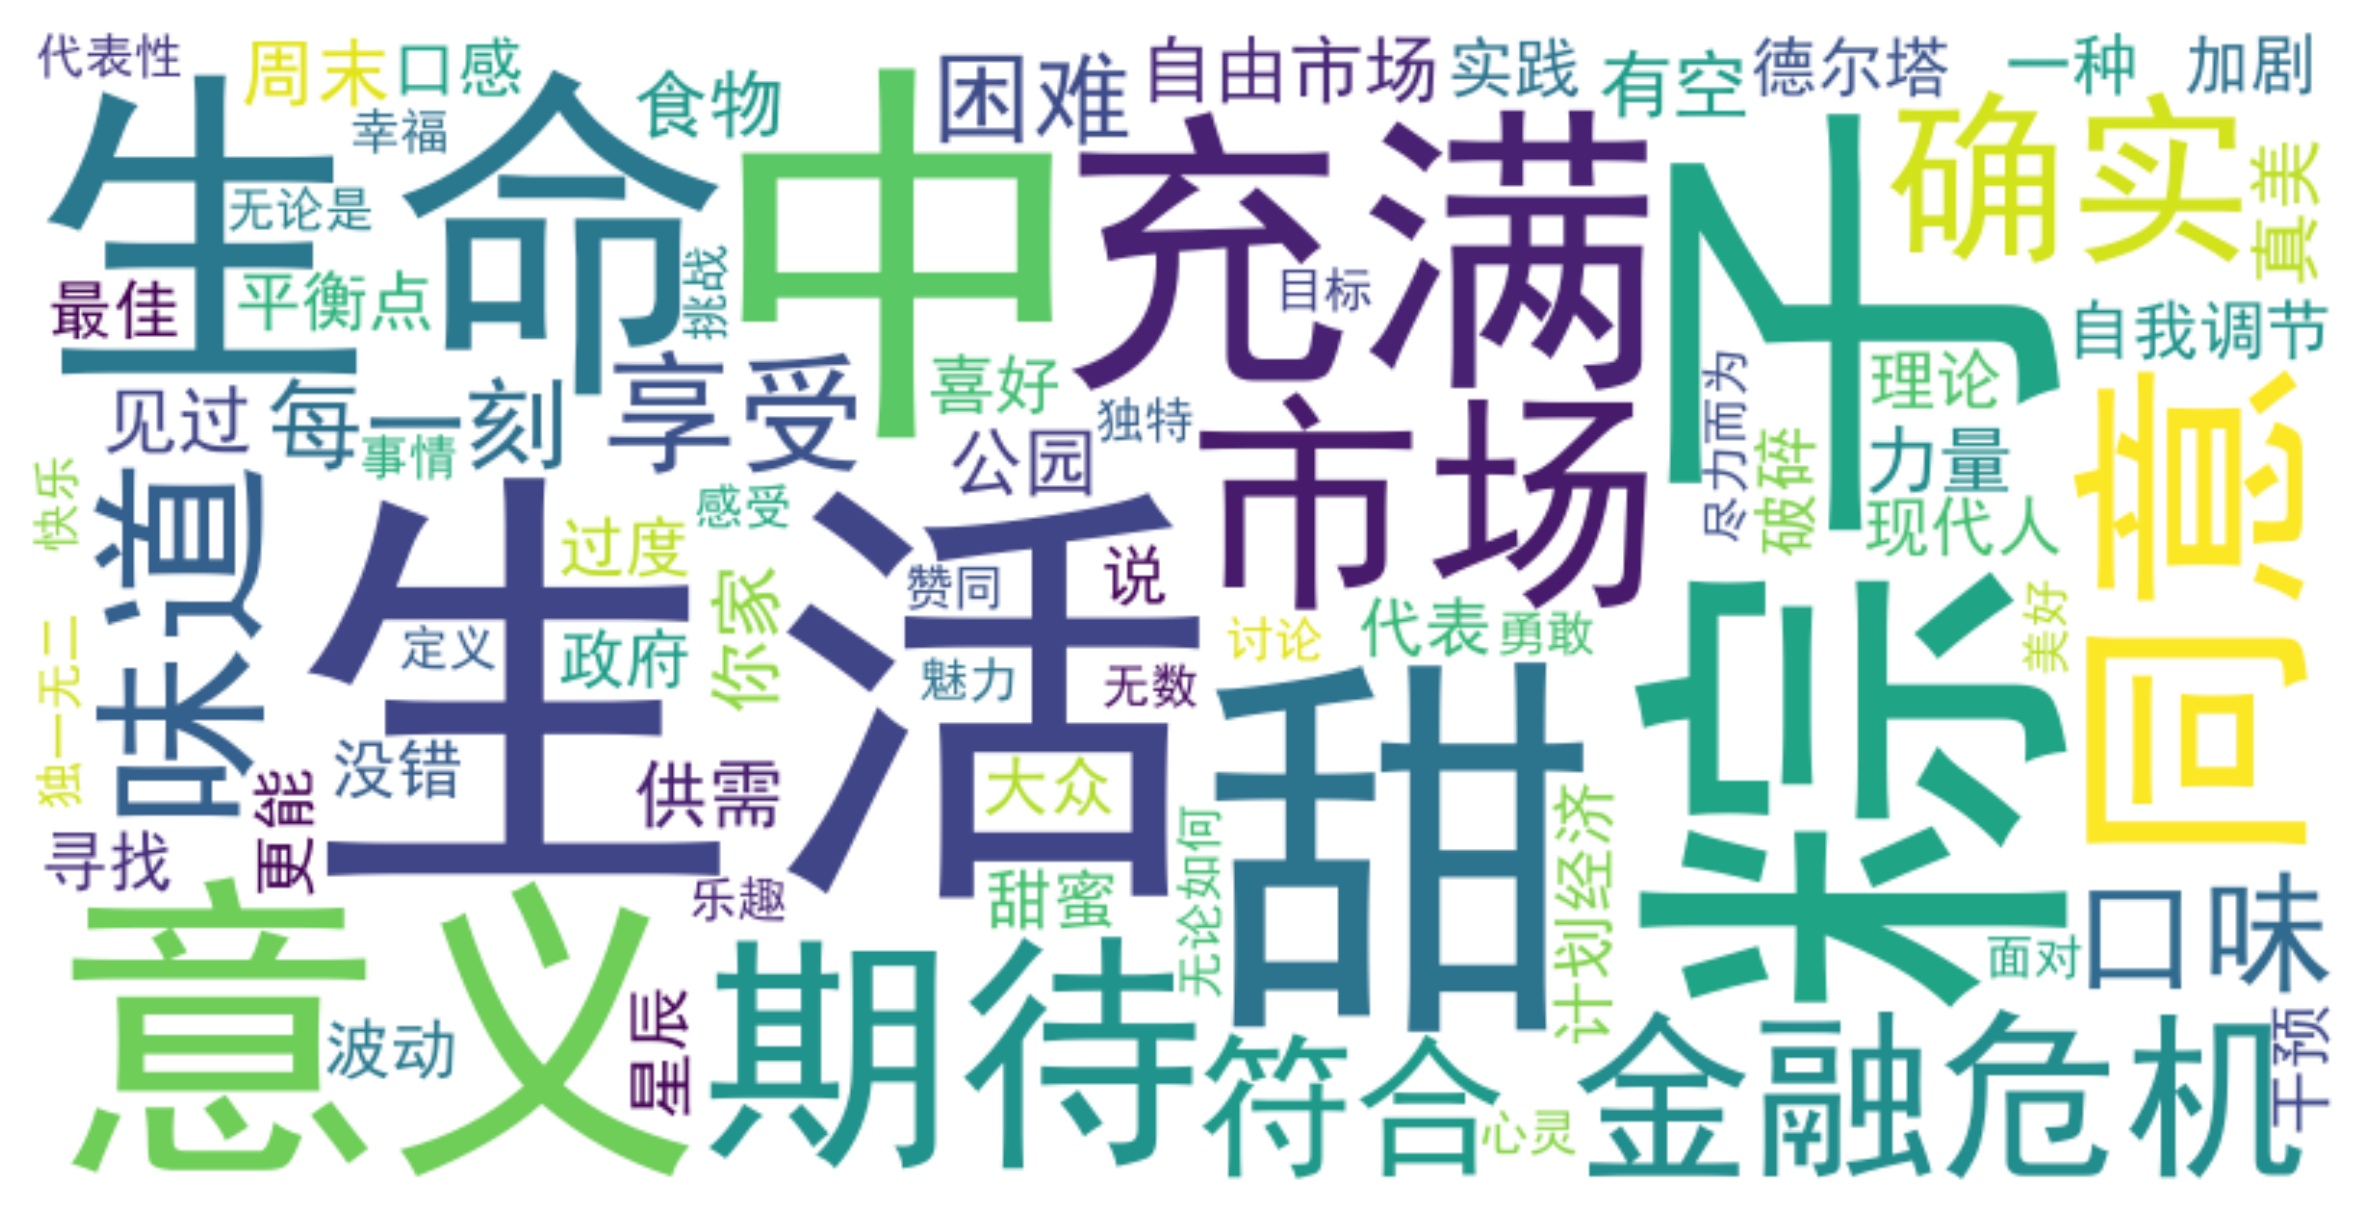 代表性
周末
口感
食物
困难
自由市场
实践
有空
德尔塔
一种
加剧
生命
幸福
中
充满
粽子
确实
真美
无论是
挑战
目标
最佳
平衡点
自我调节
见过
每一刻
享受
喜好
独特
尽力而为
理论
事情
公园
市场
破碎
力量
同意
快乐
味道
生活
感受
现代人
过度
赞同
说
你家
独一无二
定义
政府
魅力
无数
讨论
代表
勇敢
美好
没错
供需
大众
甜
更能
寻找
乐趣
甜蜜
无论如何
计划经济
口味
意义
期待
面对
波动
星辰
符合
心灵
金融危机
干预